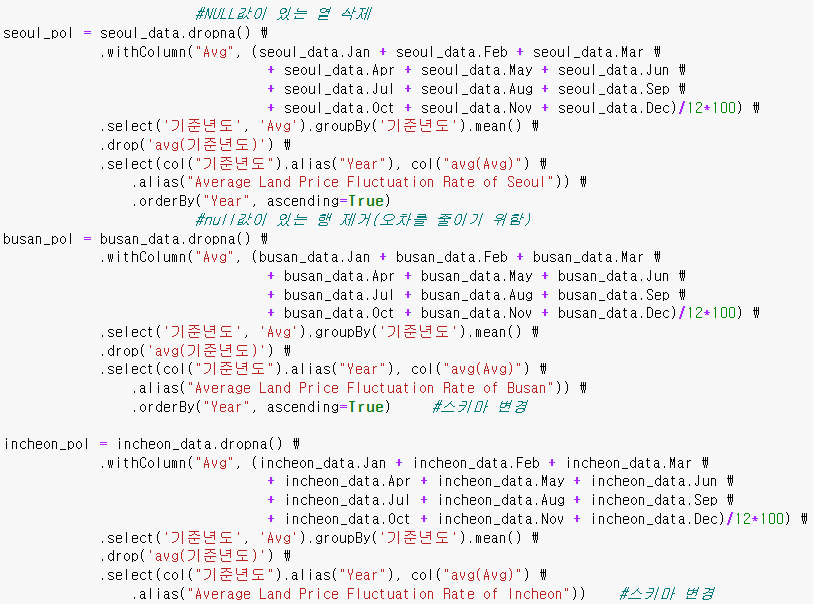 #NULL값이 있는 열 삭제
seoul_pol = seoul_data.dropna() ₩
.withColumn("Avg", (seoul_data.Jan + seoul_data.Feb + seoul_data.Mar ₩
+ seoul_data.Apr + seoul_data.May + seoul_data.Jun ₩
+ seoul_data.Jul + seoul_data.Aug + seoul_data.Sep ₩
+ seoul_data.Oct + seoul_data.Nov + seoul_data.Dec)/12*100) ₩
.select('기준년도', 'Avg').groupBy('기준년도').mean() ₩
.drop('avg(기준년도)') ₩
.select(col("기준년도").alias("Year"), col("avg(Avg)") ₩
.alias("Average Land Price Fluctuation Rate of Seoul")) ₩
.orderBy("Year", ascending=True)
#null값이 있는 행 제거(오차를 줄이기 위함)
busan_pol = busan_data.dropna() ₩
.withColumn("Avg", (busan_data.Jan + busan_data.Feb + busan_data.Mar ₩
+ busan_data.Apr + busan_data.May + busan_data.Jun ₩
+ busan_data.Jul + busan_data.Aug + busan_data.Sep ₩
+ busan_data.Oct + busan_data.Nov + busan_data.Dec)/12*100) ₩
.select('기준년도', 'Avg').groupBy('기준년도').mean() ₩
.drop('avg(기준년도)') ₩
.select(col("기준년도").alias("Year"), col("avg(Avg)") ₩
.alias("Average Land Price Fluctuation Rate of Busan")) ₩
.orderBy("Year", ascending=True) #스키마 변경
incheon_pol = incheon_data.dropna() ₩
.withColumn("Avg", (incheon_data.Jan + incheon_data.Feb + incheon_data.Mar ₩
+ incheon_data.Apr + incheon_data.May + incheon_data.Jun ₩
+ incheon_data.Jul + incheon_data.Aug + incheon_data.Sep ₩
+ incheon_data.Oct + incheon_data.Nov + incheon_data.Dec)/12*100) ₩
.select('기준년도', 'Avg').groupBy('기준년도').mean() ₩
.drop('avg(기준년도)') ₩
.select(col("기준년도").alias("Year"), col("avg(Avg)") ₩
.alias("Average Land Price Fluctuation Rate of Incheon")) #스키마 변경